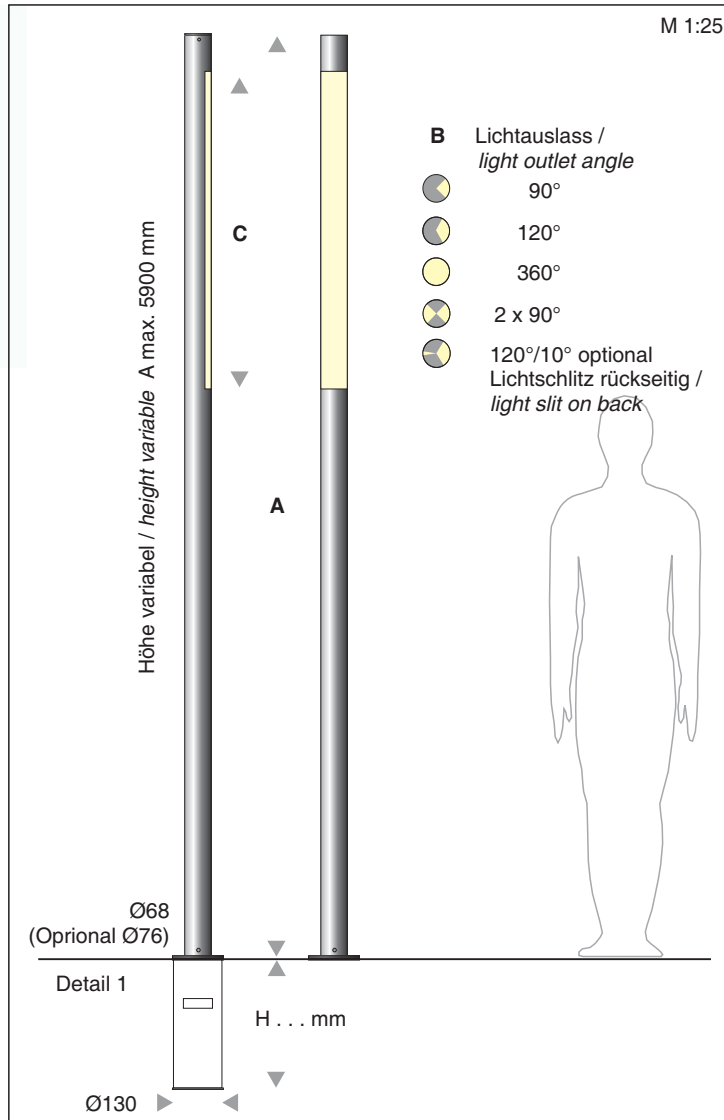 M 1:25
B Lichtauslass /
light outlet angle
90°
120°
360°
2 x 90°
120°/10° optional
Lichtschlitz rückseitig /
light slit on back
C
Höhe variabel / height variable A max. 5900 mm
A
Ø68
(Oprional Ø76)
Detail 1
H . . . mm
Ø130